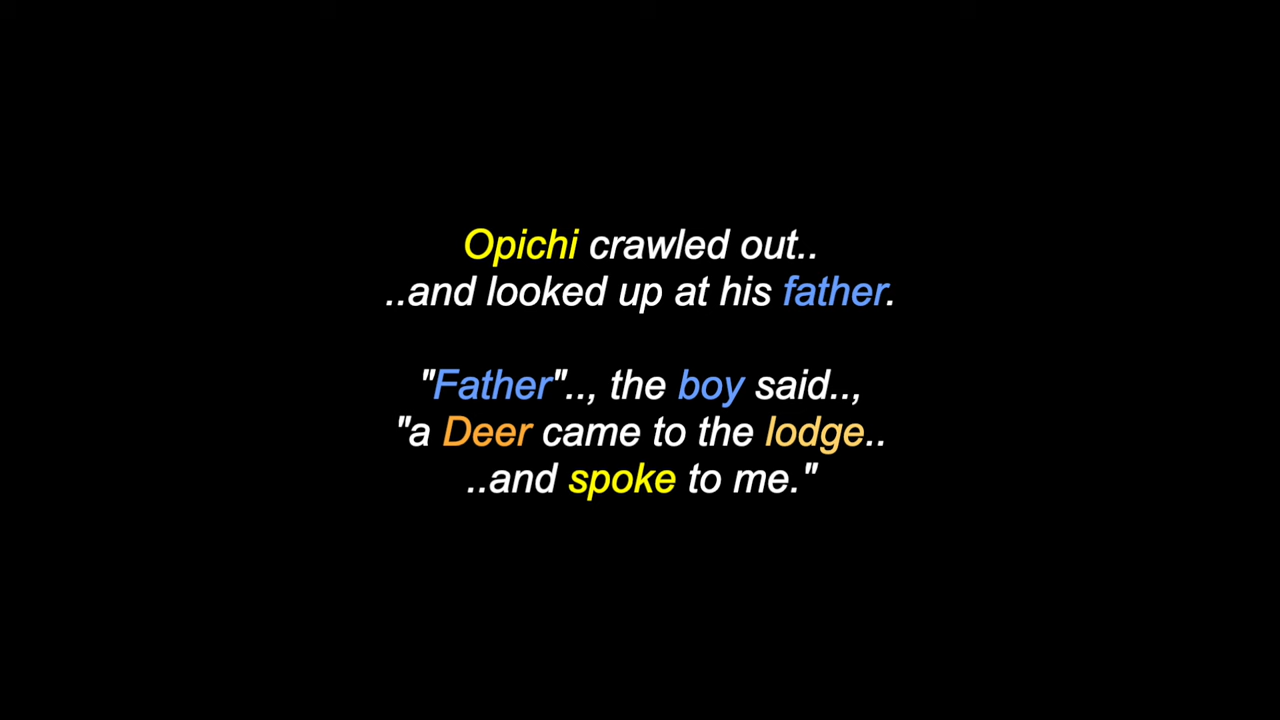 Opichi crawled out..
..and looked up at his father.
"Father".., the boy said..,
"a Deer came to the lodge..
..and spoke to me."